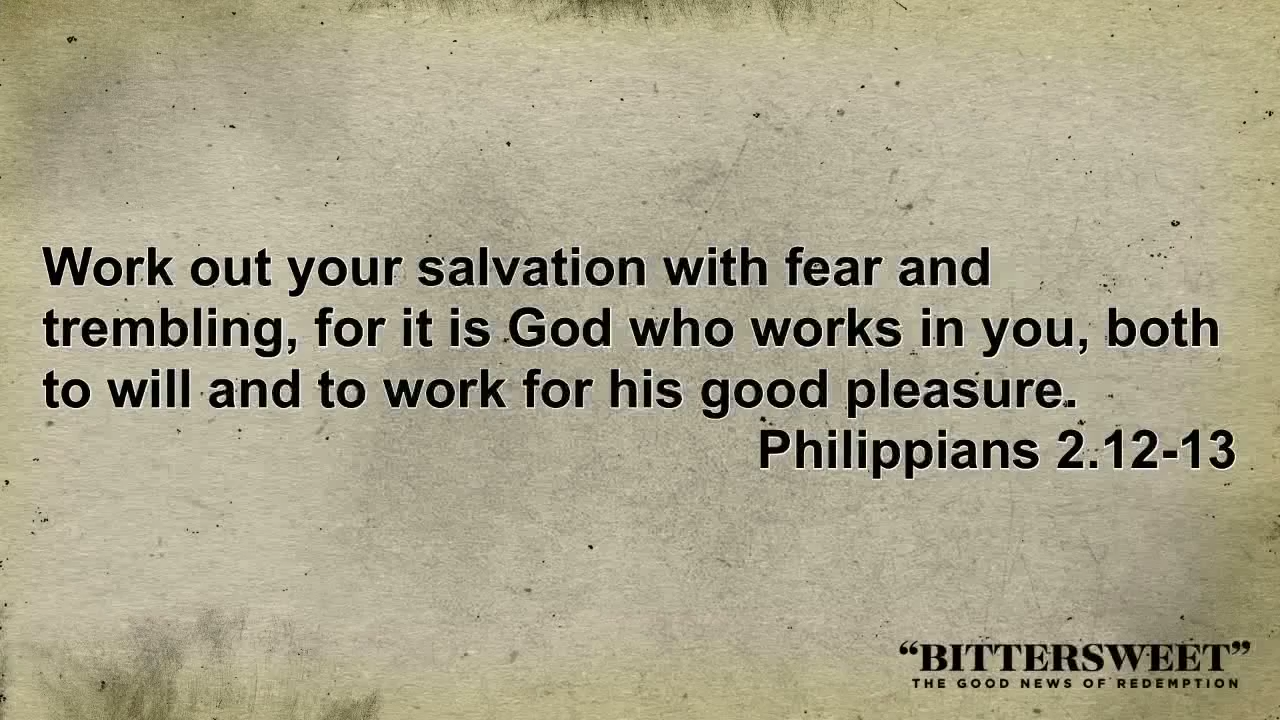 Work out your salvation with fear and
trembling, for it is God who works in you, both
to will and to work for his good pleasure.
Philippians 2.12-13
“BITTERSWEET”
THE GOOD NEWS OF REDEMPTION